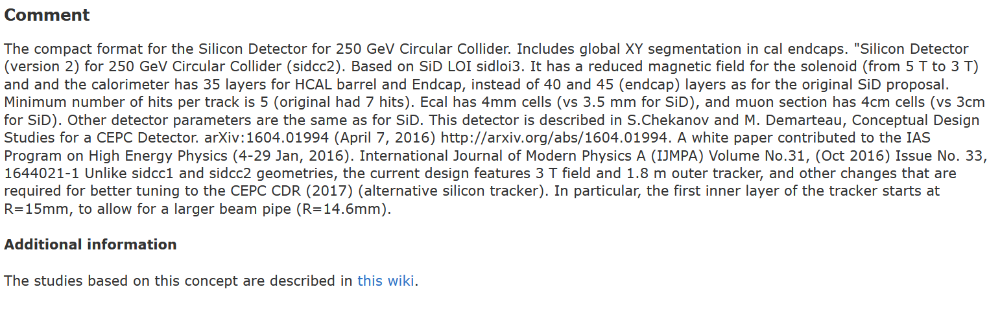 Comment
The compact format for the Silicon Detector for 250 GeV Circular Collider. Includes global XY segmentation in cal endcaps. "Silicon Detector
(version 2) for 250 GeV Circular Collider (sidcc2). Based on SiD LOI sidloi3. It has a reduced magnetic field for the solenoid (from 5 T to 3 T)
and and the calorimeter has 35 layers for HCAL barrel and Endcap, instead of 40 and 45 (endcap) layers as for the original SiD proposal.
Minimum number of hits per track is 5 (original had 7 hits). Ecal has 4mm cells (vs 3.5 mm for SiD), and muon section has 4cm cells (vs 3cm
for SiD). Other detector parameters are the same as for SiD. This detector is described in S.Chekanov and M. Demarteau, Conceptual Design
Studies for a CEPC Detector. arXiv:1604.01994 (April 7, 2016) http://arxiv.org/abs/1604.01994. A white paper contributed to the IAS
Program on High Energy Physics (4-29 Jan, 2016). International Journal of Modern Physics A (IJMPA) Volume No.31, (Oct 2016) Issue No. 33,
1644021-1 Unlike sidcc1 and sidcc2 geometries, the current design features 3 T field and 1.8 m outer tracker, and other changes that are
required for better tuning to the CEPC CDR (2017) (alternative silicon tracker). In particular, the first inner layer of the tracker starts at
R=15mm, to allow for a larger beam pipe (R=14.6mm).
Additional information
The studies based on this concept are described in this wiki.